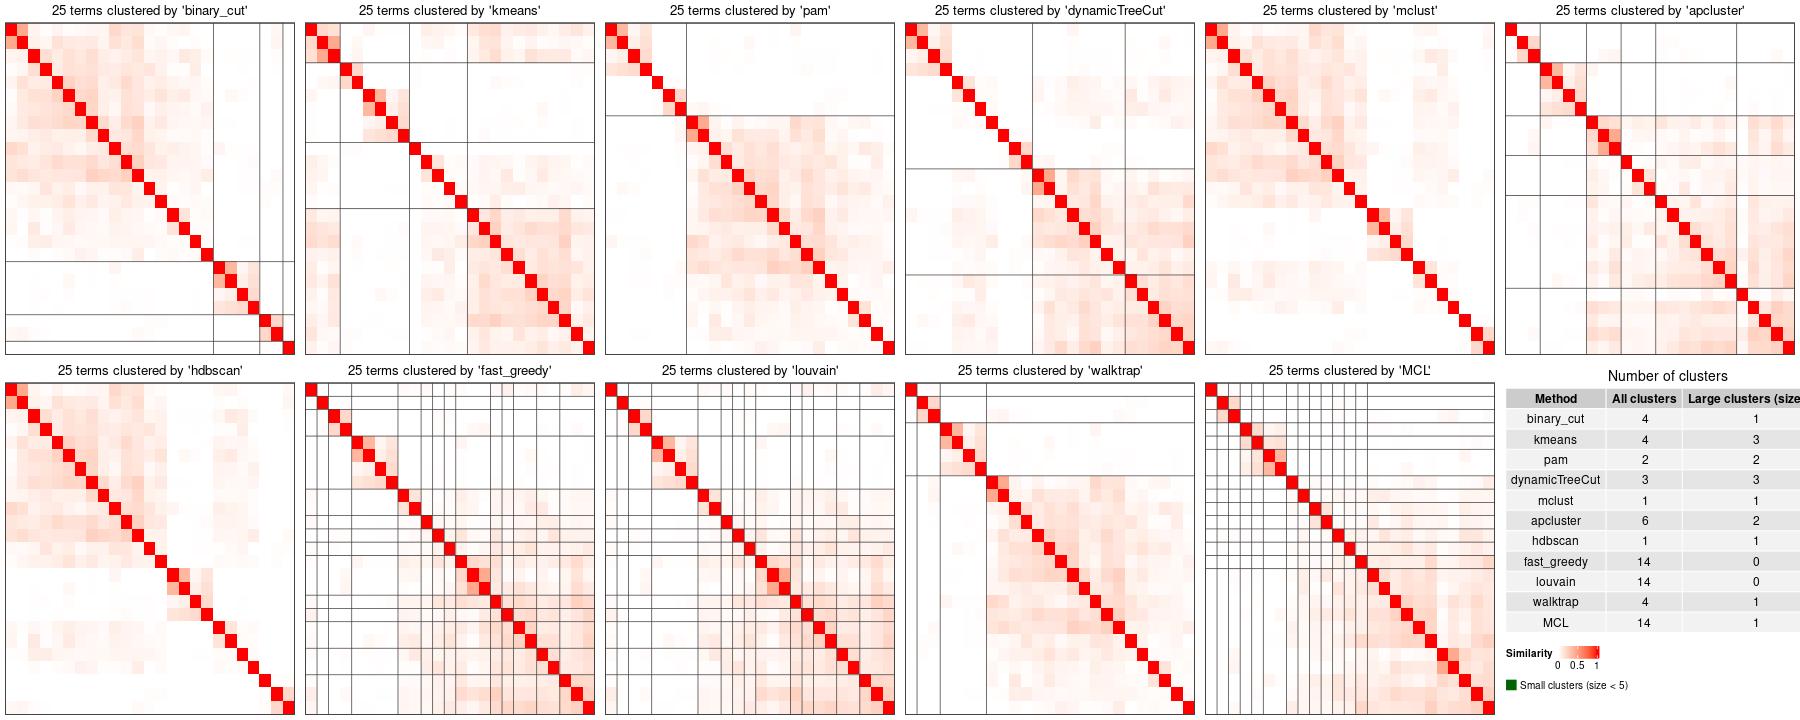 25 terms clustered by 'binary_cut'
25 terms clustered by 'kmeans'
25 terms clustered by 'pam'
25 terms clustered by 'dynamicTreeCut'
25 terms clustered by 'mclust'
25 terms clustered by 'apcluster'
25 terms clustered by 'hdbscan'
25 terms clustered by 'fast_greedy'
25 terms clustered by 'louvain'
25 terms clustered by 'walktrap'
25 terms clustered by 'MCL'
Number of clusters
Method All clusters Large clusters (size
binary_cut 4 1
kmeans 4 3
pam 2 2
dynamicTreeCut 3 3
mclust 1 1
apcluster 6 2
hdbscan 1 1
fast_greedy 14 0
louvain 14 0
walktrap 4 1
MCL 14 1
Similarity
0 0.5 1
Small clusters (size < 5)